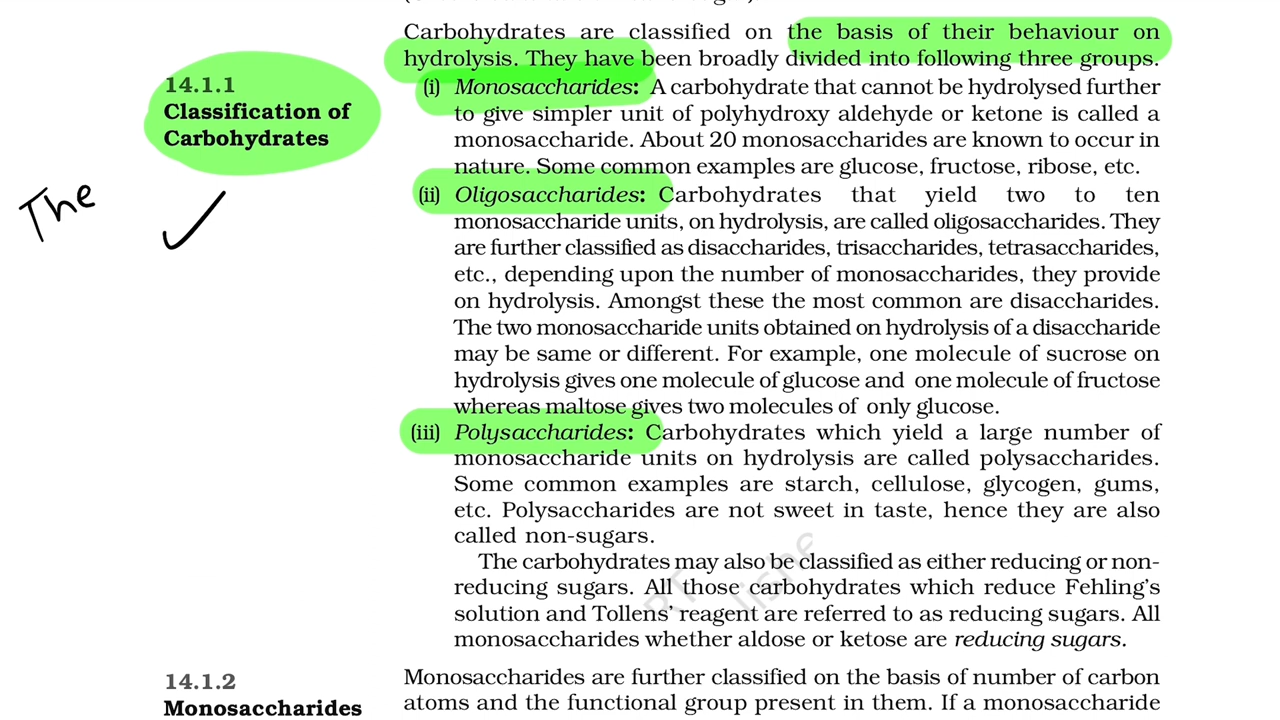 Carbohydrates are classified on the basis of their behaviour on
hydrolysis. They have been broadly divided into following three groups.
14.1.1
Classification of
Carbohydrates
(i) Monosaccharides: A carbohydrate that cannot be hydrolysed further
to give simpler unit of polyhydroxy aldehyde or ketone is called a
monosaccharide. About 20 monosaccharides are known to occur in
nature. Some common examples are glucose, fructose, ribose, etc.
The
(ii) Oligosaccharides: Carbohydrates that yield two to ten
monosaccharide units, on hydrolysis, are called oligosaccharides. They
are further classified as disaccharides, trisaccharides, tetrasaccharides,
etc., depending upon the number of monosaccharides, they provide
on hydrolysis. Amongst these the most common are disaccharides.
The two monosaccharide units obtained on hydrolysis of a disaccharide
may be same or different. For example, one molecule of sucrose on
hydrolysis gives one molecule of glucose and one molecule of fructose
whereas maltose gives two molecules of only glucose.
(iii) Polysaccharides: Carbohydrates which yield a large number of
monosaccharide units on hydrolysis are called polysaccharides.
Some common examples are starch, cellulose, glycogen, gums,
etc. Polysaccharides are not sweet in taste, hence they are also
called non-sugars.
The carbohydrates may also be classified as either reducing or non-
reducing sugars. All those carbohydrates which reduce Fehling's
solution and Tollens' reagent are referred to as reducing sugars. All
monosaccharides whether aldose or ketose are reducing sugars.
14.1.2
Monosaccharides
Monosaccharides are further classified on the basis of number of carbon
atoms and the functional group present in them. If a monosaccharide